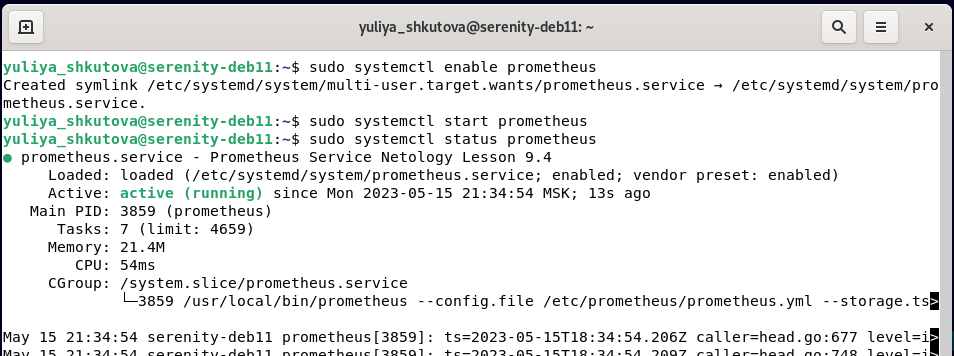 yuliya_shkutova@serenity-deb11: ~
yuliya_shkutova@serenity-deb11:~$ sudo systemctl enable prometheus
Created symlink /etc/systemd/system/multi-user.target.wants/prometheus.service → /etc/systemd/system/pro
metheus.service.
yuliya_shkutova@serenity-deb11:~$ sudo systemctl start prometheus
yuliya_shkutova@serenity-deb11:~$ sudo systemctl status prometheus
● prometheus.service - Prometheus Service Netology Lesson 9.4
     Loaded: loaded (/etc/systemd/system/prometheus.service; enabled; vendor preset: enabled)
     Active: active (running) since Mon 2023-05-15 21:34:54 MSK; 13s ago
   Main PID: 3859 (prometheus)
      Tasks: 7 (limit: 4659)
     Memory: 21.4M
        CPU: 54ms
     CGroup: /system.slice/prometheus.service
             └─3859 /usr/local/bin/prometheus --config.file /etc/prometheus/prometheus.yml --storage.ts>
May 15 21:34:54 serenity-deb11 prometheus[3859]: ts=2023-05-15T18:34:54.206Z caller=head.go:677 level=i>
May 15 21:34:54 serenity-deb11 prometheus[3859]: ts=2023-05-15T18:34:54.209Z caller=head.go:748 level=i>